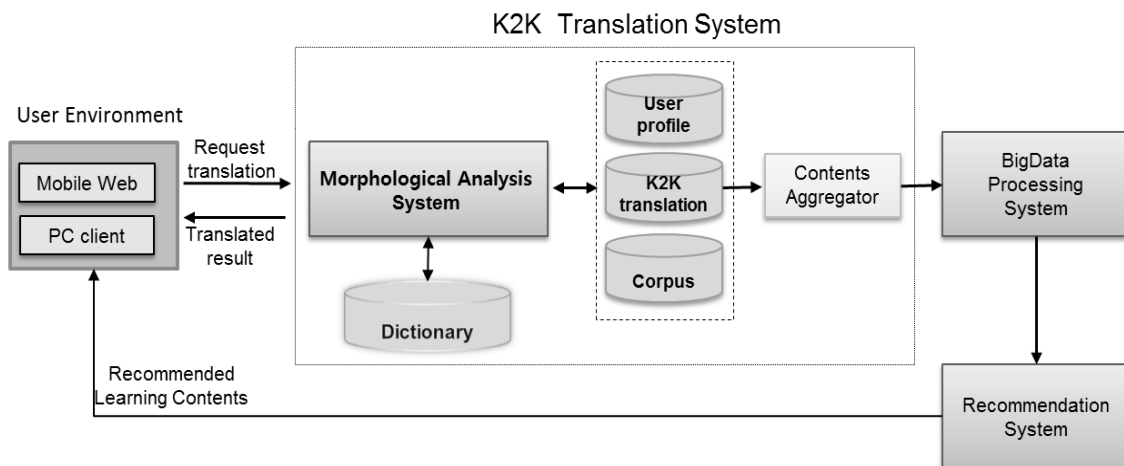 K2K Translation System
User Environment
Mobile Web
PC client
Request
translation
Translated
result
Morphological Analysis
System
Dictionary
User
profile
K2K
translation
Corpus
Contents
Aggregator
BigData
Processing
System
Recommendation
System
Recommended
Learning Contents